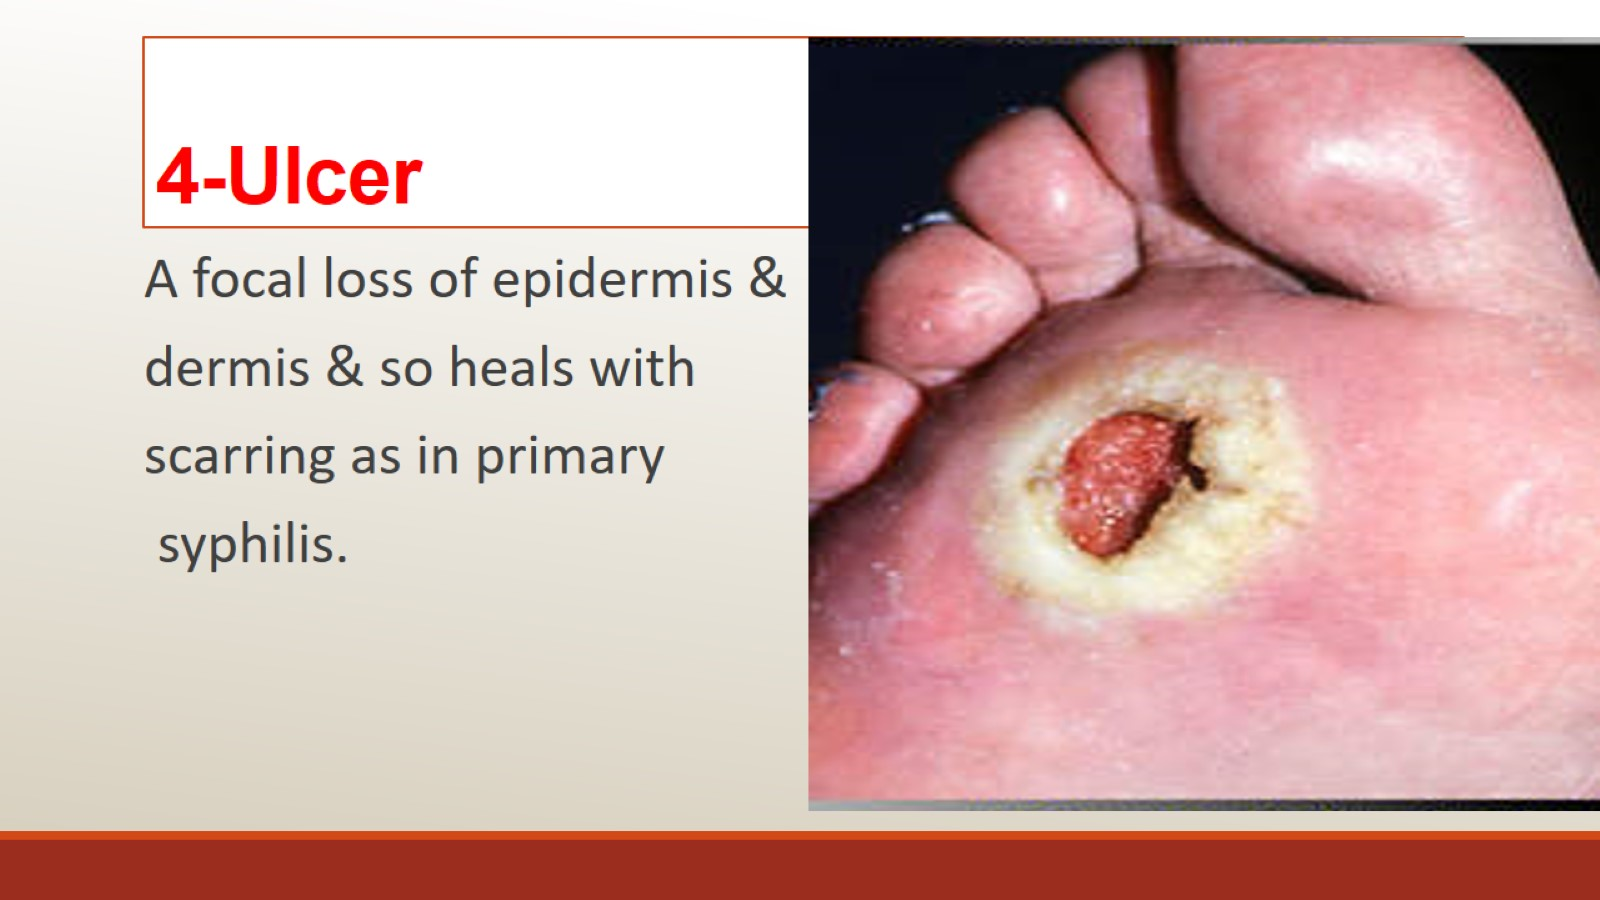 4-Ulcer
A focal loss of epidermis &
dermis & so heals with
scarring as in primary
syphilis.